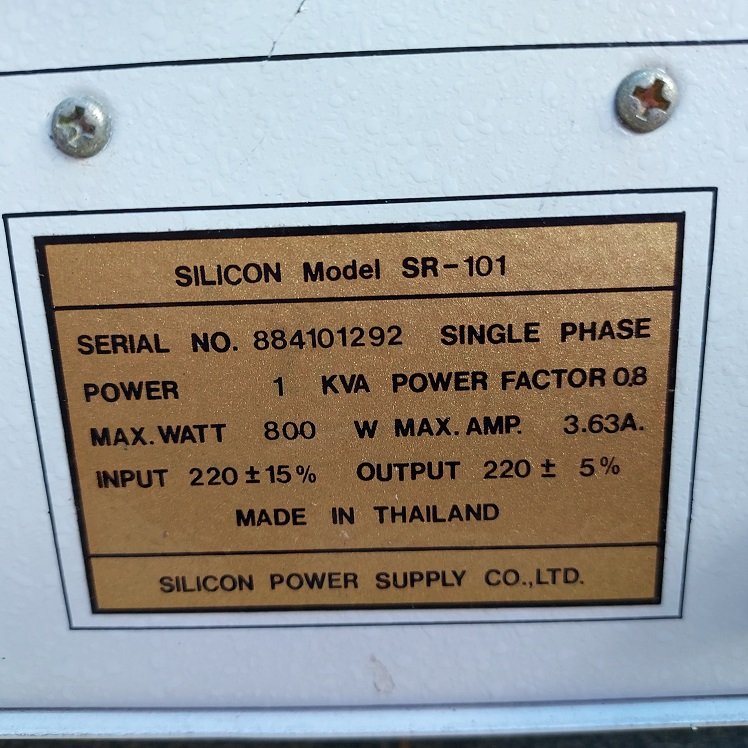 SILICON Model SR-101
SERIAL NO. 884101292 SINGLE PHASE
POWER 1 KVA POWER FACTOR 0.8
MAX. WATT 800 W MAX. AMP. 3.63A.
INPUT 220 ± 15% OUTPUT 220 ± 5%
MADE IN THAILAND
SILICON POWER SUPPLY CO.,LTD.